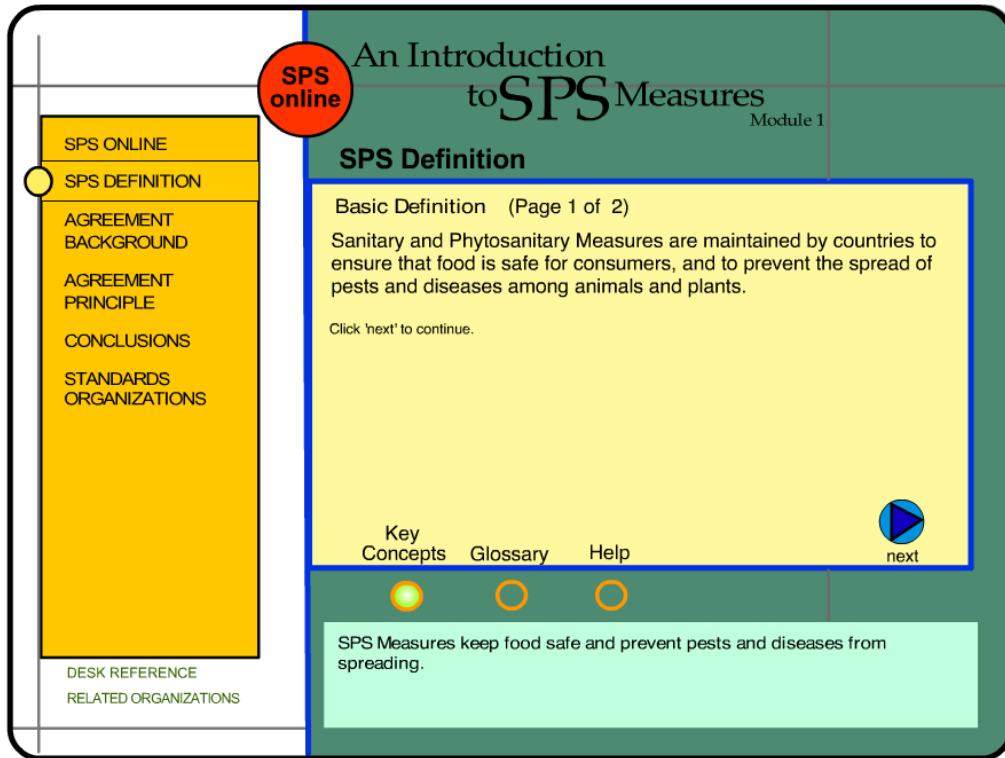 SPS
online
An Introduction
to SPS Measures
Module 1
SPS ONLINE
SPS DEFINITION
AGREEMENT
BACKGROUND
AGREEMENT
PRINCIPLE
CONCLUSIONS
STANDARDS
ORGANIZATIONS
DESK REFERENCE
RELATED ORGANIZATIONS
SPS Definition
Basic Definition (Page 1 of 2)
Sanitary and Phytosanitary Measures are maintained by countries to
ensure that food is safe for consumers, and to prevent the spread of
pests and diseases among animals and plants.
Click 'next' to continue.
Key
Concepts Glossary Help
next
SPS Measures keep food safe and prevent pests and diseases from
spreading.